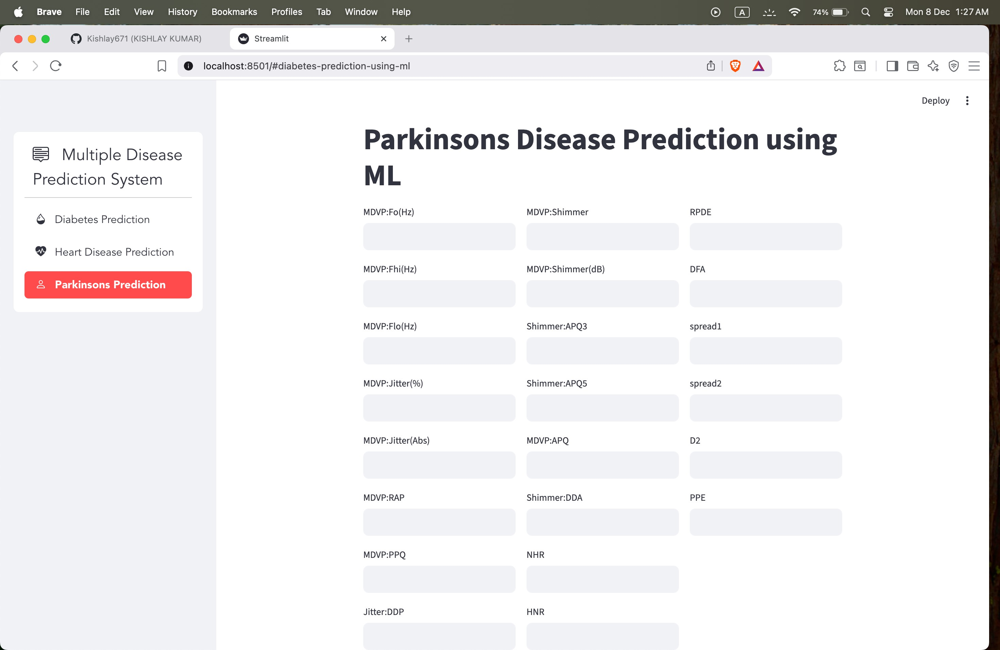 Brave File Edit View History Bookmarks Profiles Tab Window Help A 74% Mon 8 Dec 1:27 AM
Kishlay671 (KISHLAY KUMAR) Streamlit
localhost:8501/#diabetes-prediction-using-ml
Deploy
Multiple Disease
Prediction System
Diabetes Prediction
Heart Disease Prediction
Parkinsons Prediction
Parkinsons Disease Prediction using
ML
MDVP:Fo(Hz) MDVP:Shimmer RPDE
MDVP:Fhi(Hz) MDVP:Shimmer(dB) DFA
MDVP:Flo(Hz) Shimmer:APQ3 spread1
MDVP:Jitter(%) Shimmer:APQ5 spread2
MDVP:Jitter(Abs) MDVP:APQ D2
MDVP:RAP Shimmer:DDA PPE
MDVP:PPQ NHR
Jitter:DDP HNR